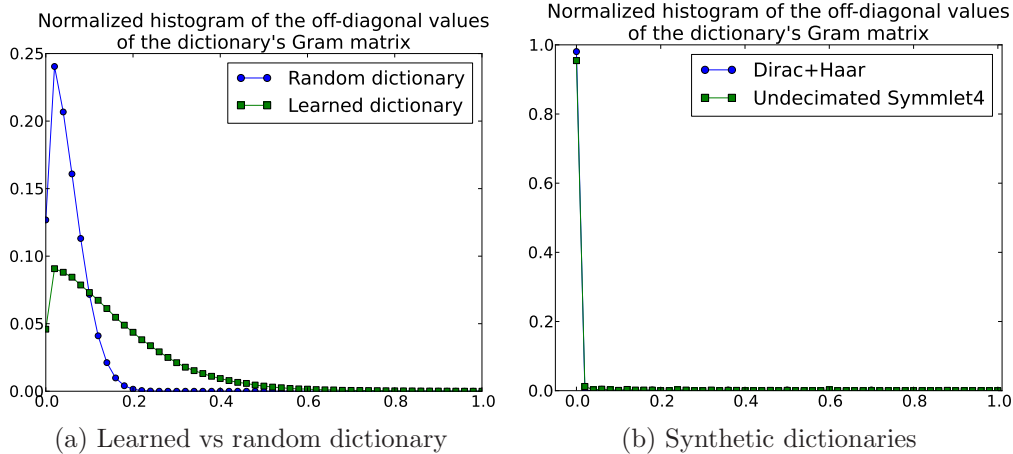 Normalized histogram of the off-diagonal values
of the dictionary's Gram matrix
0.25
0.20
0.15
0.10
0.05
0.00
0.0
0.2
0.4
0.6
0.8
1.0
Random dictionary
Learned dictionary
(a) Learned vs random dictionary
Normalized histogram of the off-diagonal values
of the dictionary's Gram matrix
1.0
0.8
0.6
0.4
0.2
0.0
0.0
0.2
0.4
0.6
0.8
1.0
Dirac+Haar
Undecimated Symmlet4
(b) Synthetic dictionaries